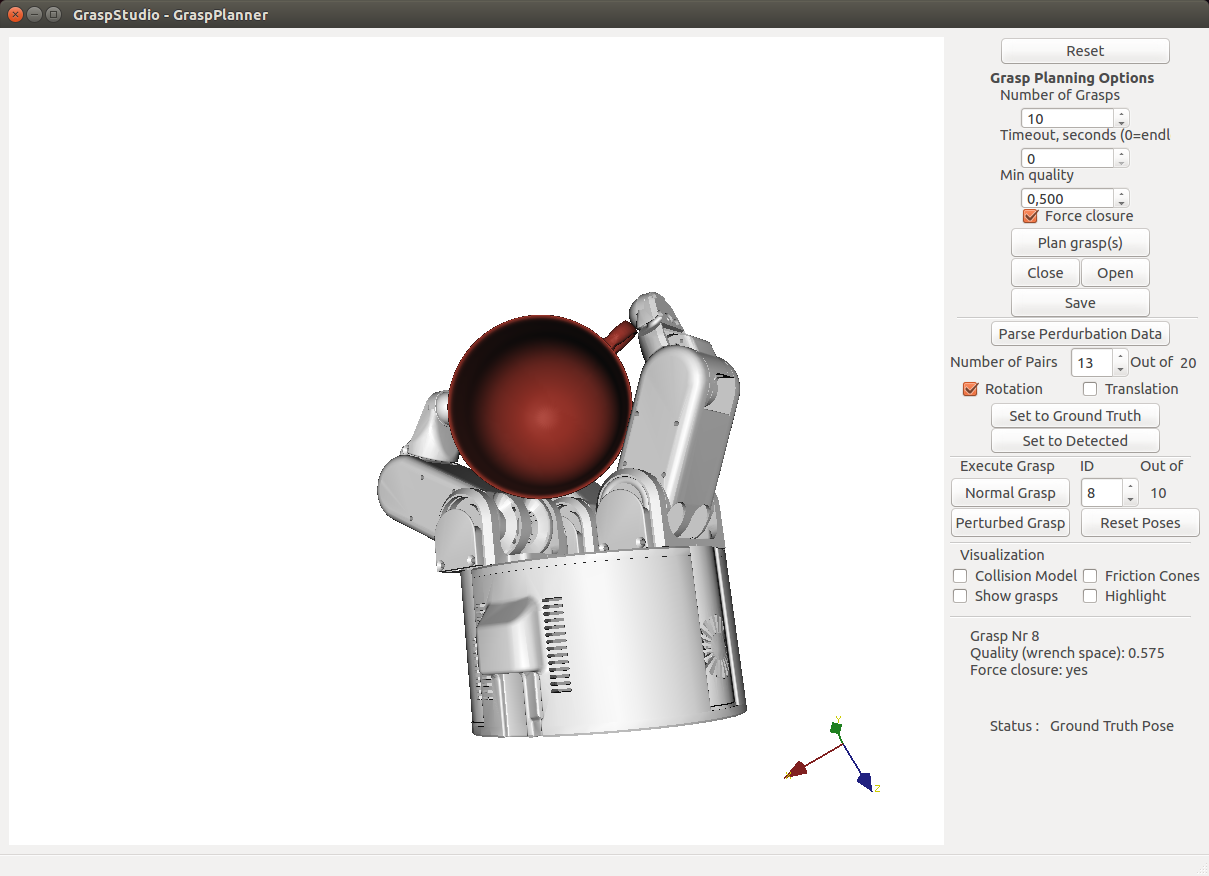 GraspStudio - GraspPlanner
Reset
Grasp Planning Options
Number of Grasps
10
Timeout, seconds (0=endl
0
Min quality
0,500
Force closure
Plan grasp(s)
Close Open
Save
Parse Perdurbation Data
Number of Pairs 13 Out of 20
Rotation Translation
Set to Ground Truth
Set to Detected
Execute Grasp ID Out of
Normal Grasp 8 10
Perturbed Grasp Reset Poses
Visualization
Collision Model Friction Cones
Show grasps Highlight
Grasp Nr 8
Quality (wrench space): 0.575
Force closure: yes
Status : Ground Truth Pose
Y
X
Z